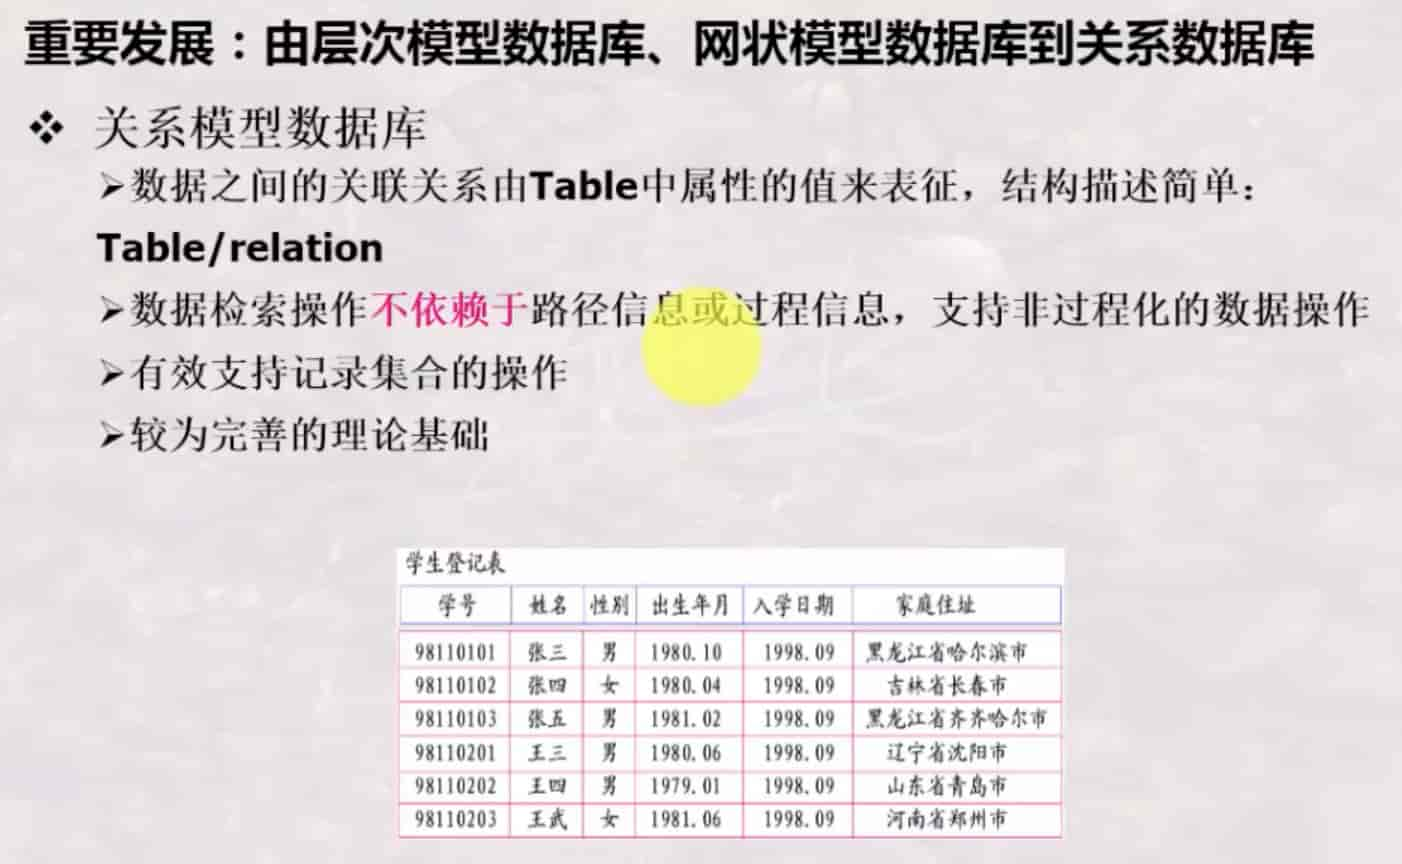 重要发展：由层次模型数据库、网状模型数据库到关系数据库
❖ 关系模型数据库
➢数据之间的关联关系由Table中属性的值来表征，结构描述简单：
Table/relation
➢数据检索操作不依赖于路径信息或过程信息，支持非过程化的数据操作
➢有效支持记录集合的操作
➢较为完善的理论基础
学生登记表
学号 姓名 性别 出生年月 入学日期 家庭住址
98110101 张三 男 1980.10 1998.09 黑龙江省哈尔滨市
98110102 张四 女 1980.04 1998.09 吉林省长春市
98110103 张五 男 1981.02 1998.09 黑龙江省齐齐哈尔市
98110201 王三 男 1980.06 1998.09 辽宁省沈阳市
98110202 王四 男 1979.01 1998.09 山东省青岛市
98110203 王武 女 1981.06 1998.09 河南省郑州市